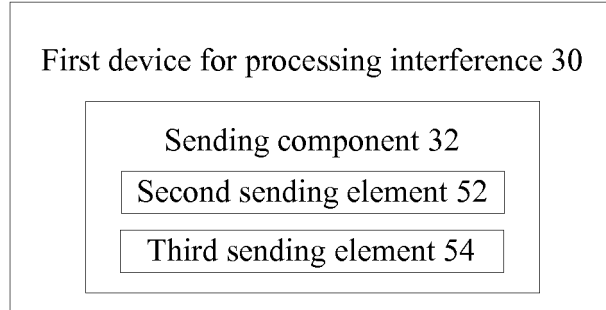 First device for processing interference 30
Sending component 32
Second sending element 52
Third sending element 54